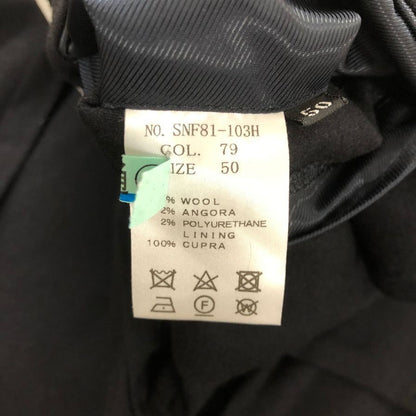 50
NO. SNF81-103H
COL. 79
IZE 50
% WOOL
2% ANGORA
2% POLYURETHANE
LINING
100% CUPRA
F
W